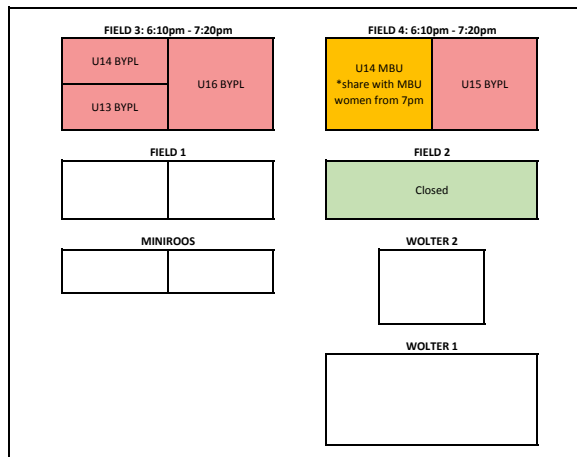 FIELD 3: 6:10pm - 7:20pm
U14 BYPL
U13 BYPL
U16 BYPL
FIELD 4: 6:10pm - 7:20pm
U14 MBU
*share with MBU
women from 7pm
U15 BYPL
FIELD 1
FIELD 2
Closed
MINIROOS
WOLTER 2
WOLTER 1